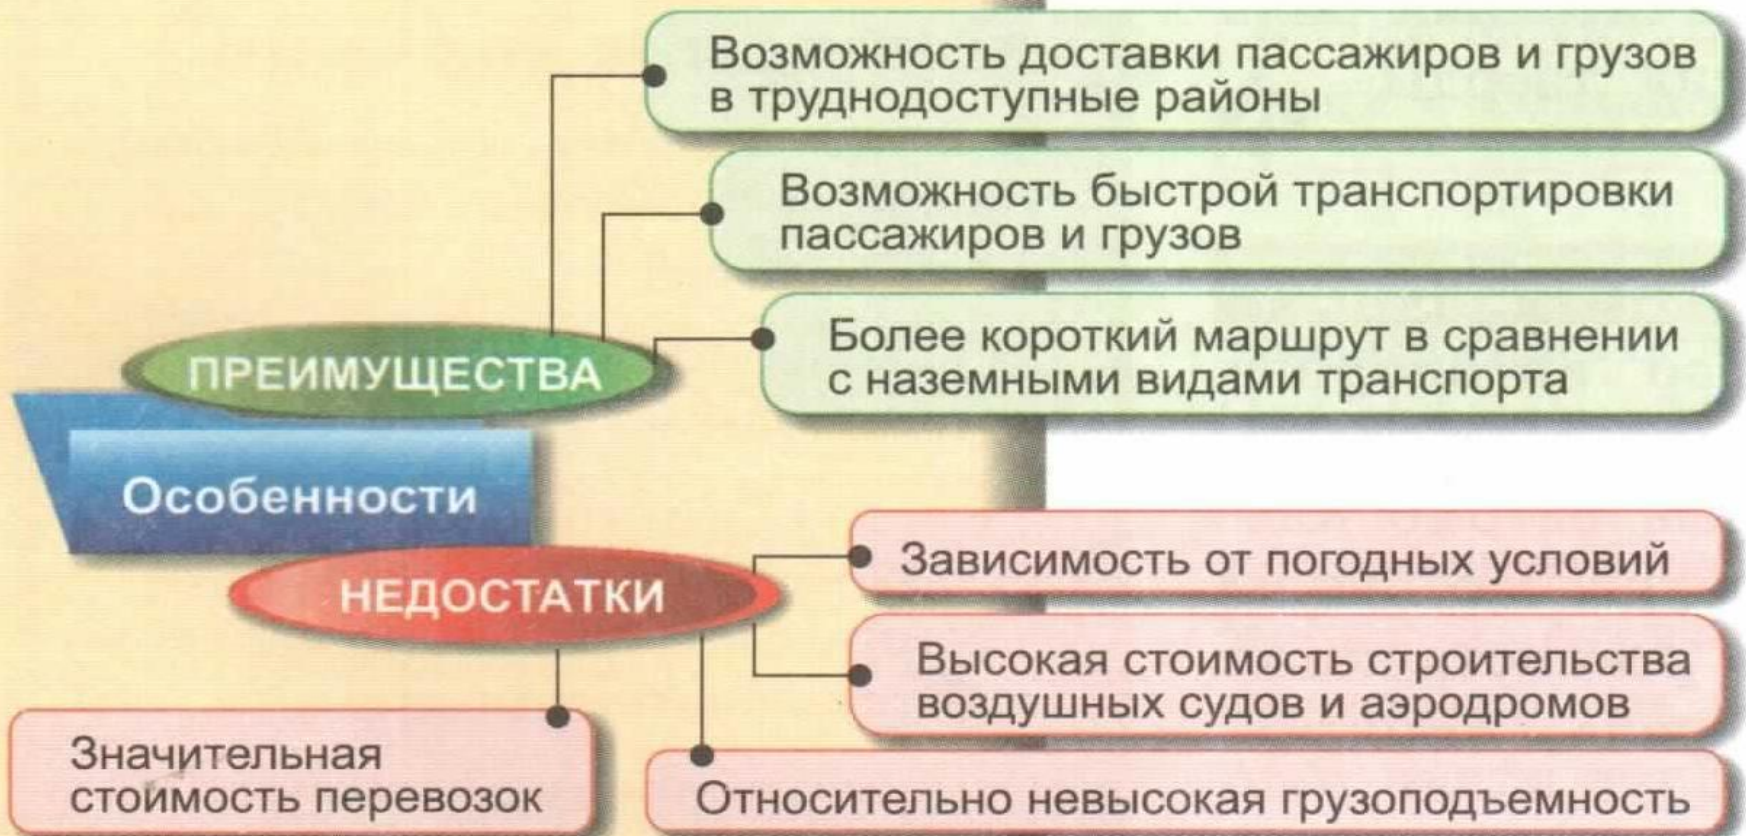 Возможность доставки пассажиров и грузов
в труднодоступные районы
Возможность быстрой транспортировки
пассажиров и грузов
Более короткий маршрут в сравнении
с наземными видами транспорта
ПРЕИМУЩЕСТВА
Особенности
НЕДОСТАТКИ
Зависимость от погодных условий
Высокая стоимость строительства
воздушных судов и аэродромов
Значительная
стоимость перевозок
Относительно невысокая грузоподъемность